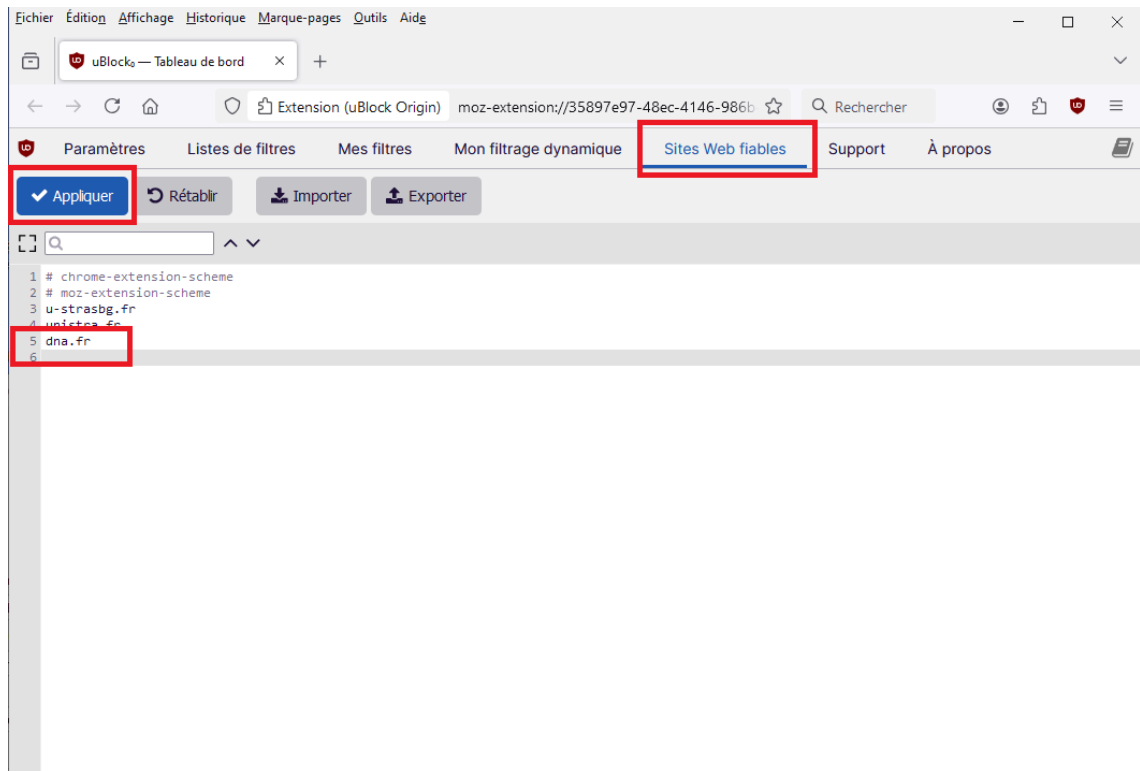 Fichier Édition Affichage Historique Marque-pages Outils Aide
uBlock₀ — Tableau de bord
Extension (uBlock Origin) moz-extension://35897e97-48ec-4146-986b- Rechercher
Paramètres Listes de filtres Mes filtres Mon filtrage dynamique Sites Web fiables Support À propos
Appliquer Rétablir Importer Exporter
1 # chrome-extension-scheme
2 # moz-extension-scheme
3 u-strasbg.fr
4 unistra.fr
5 dna.fr
6